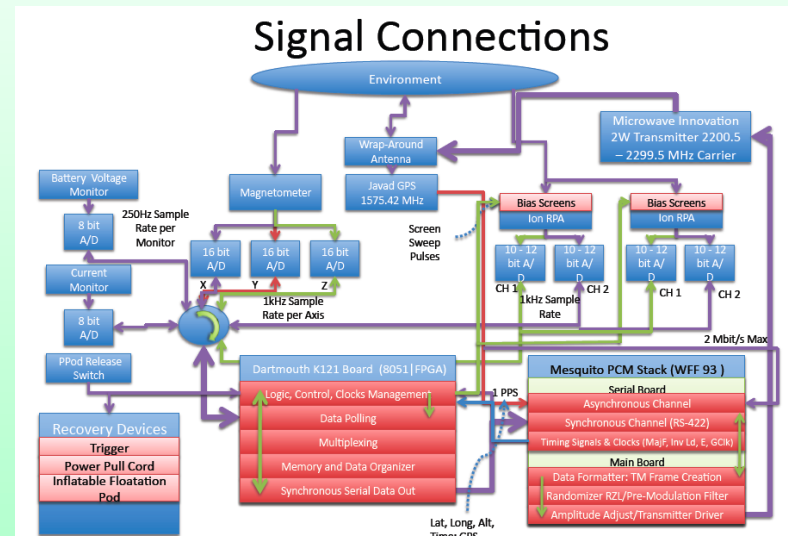 Signal Connections
Environment
Microwave Innovation
2W Transmitter 2200.5
– 2299.5 MHz Carrier
Wrap-Around
Antenna
Battery Voltage
Monitor
Magnetometer
Javad GPS
1575.42 MHz
250Hz Sample
Rate per
Monitor
8 bit
A/D
Bias Screens
Ion RPA
Bias Screens
Ion RPA
Screen
Sweep
Pulses
16 bit
A/D
16 bit
A/D
16 bit
A/D
10 - 12
bit A/
D
10 - 12
bit A/
D
10 - 12
bit A/
D
10 - 12
bit A/
D
Current
Monitor
X
Y
Z
CH 1
CH 2
CH 1
CH 2
1kHz Sample
Rate per Axis
1kHz Sample
Rate
8 bit
A/D
2 Mbit/s Max
PPod Release
Switch
Dartmouth K121 Board (8051|FPGA)
Logic, Control, Clocks Management
Data Polling
Multiplexing
Memory and Data Organizer
Synchronous Serial Data Out
1 PPS
Mesquito PCM Stack (WFF 93 )
Serial Board
Asynchronous Channel
Synchronous Channel (RS-422)
Timing Signals & Clocks (MajF, Inv Ld, E, GClk)
Main Board
Data Formatter: TM Frame Creation
Randomizer RZL/Pre-Modulation Filter
Amplitude Adjust/Transmitter Driver
Recovery Devices
Trigger
Power Pull Cord
Inflatable Floatation
Pod
Lat, Long, Alt,
Time: GPS